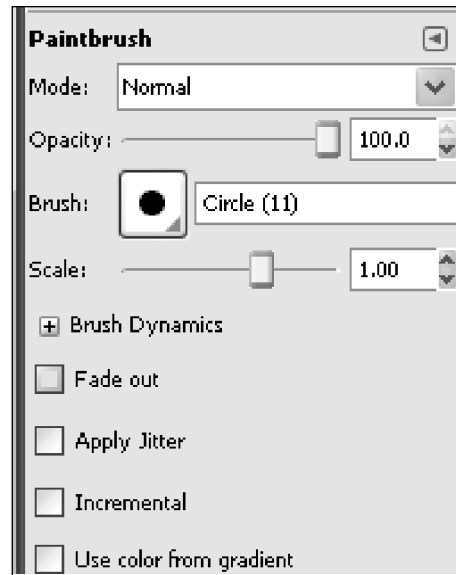 Paintbrush
Mode: Normal
Opacity: 100.0
Brush: Circle (11)
Scale: 1.00
Brush Dynamics
Fade out
Apply Jitter
Incremental
Use color from gradient